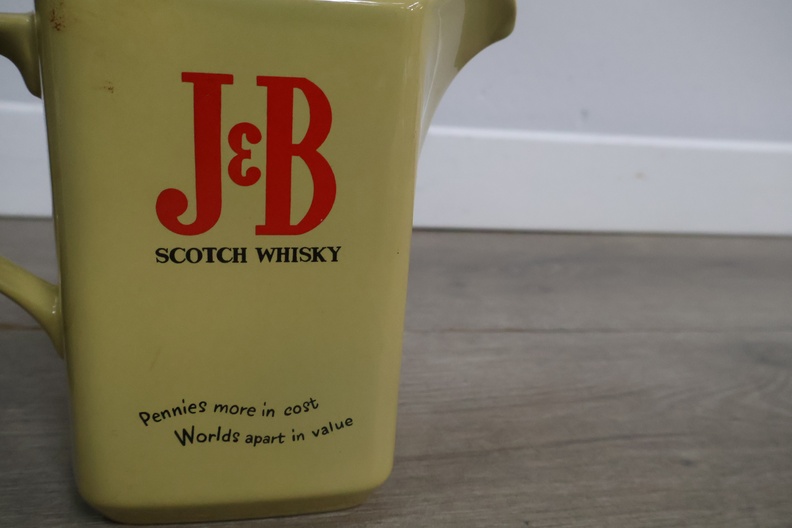 J&B
SCOTCH WHISKY
Pennies more in cost
Worlds apart in value